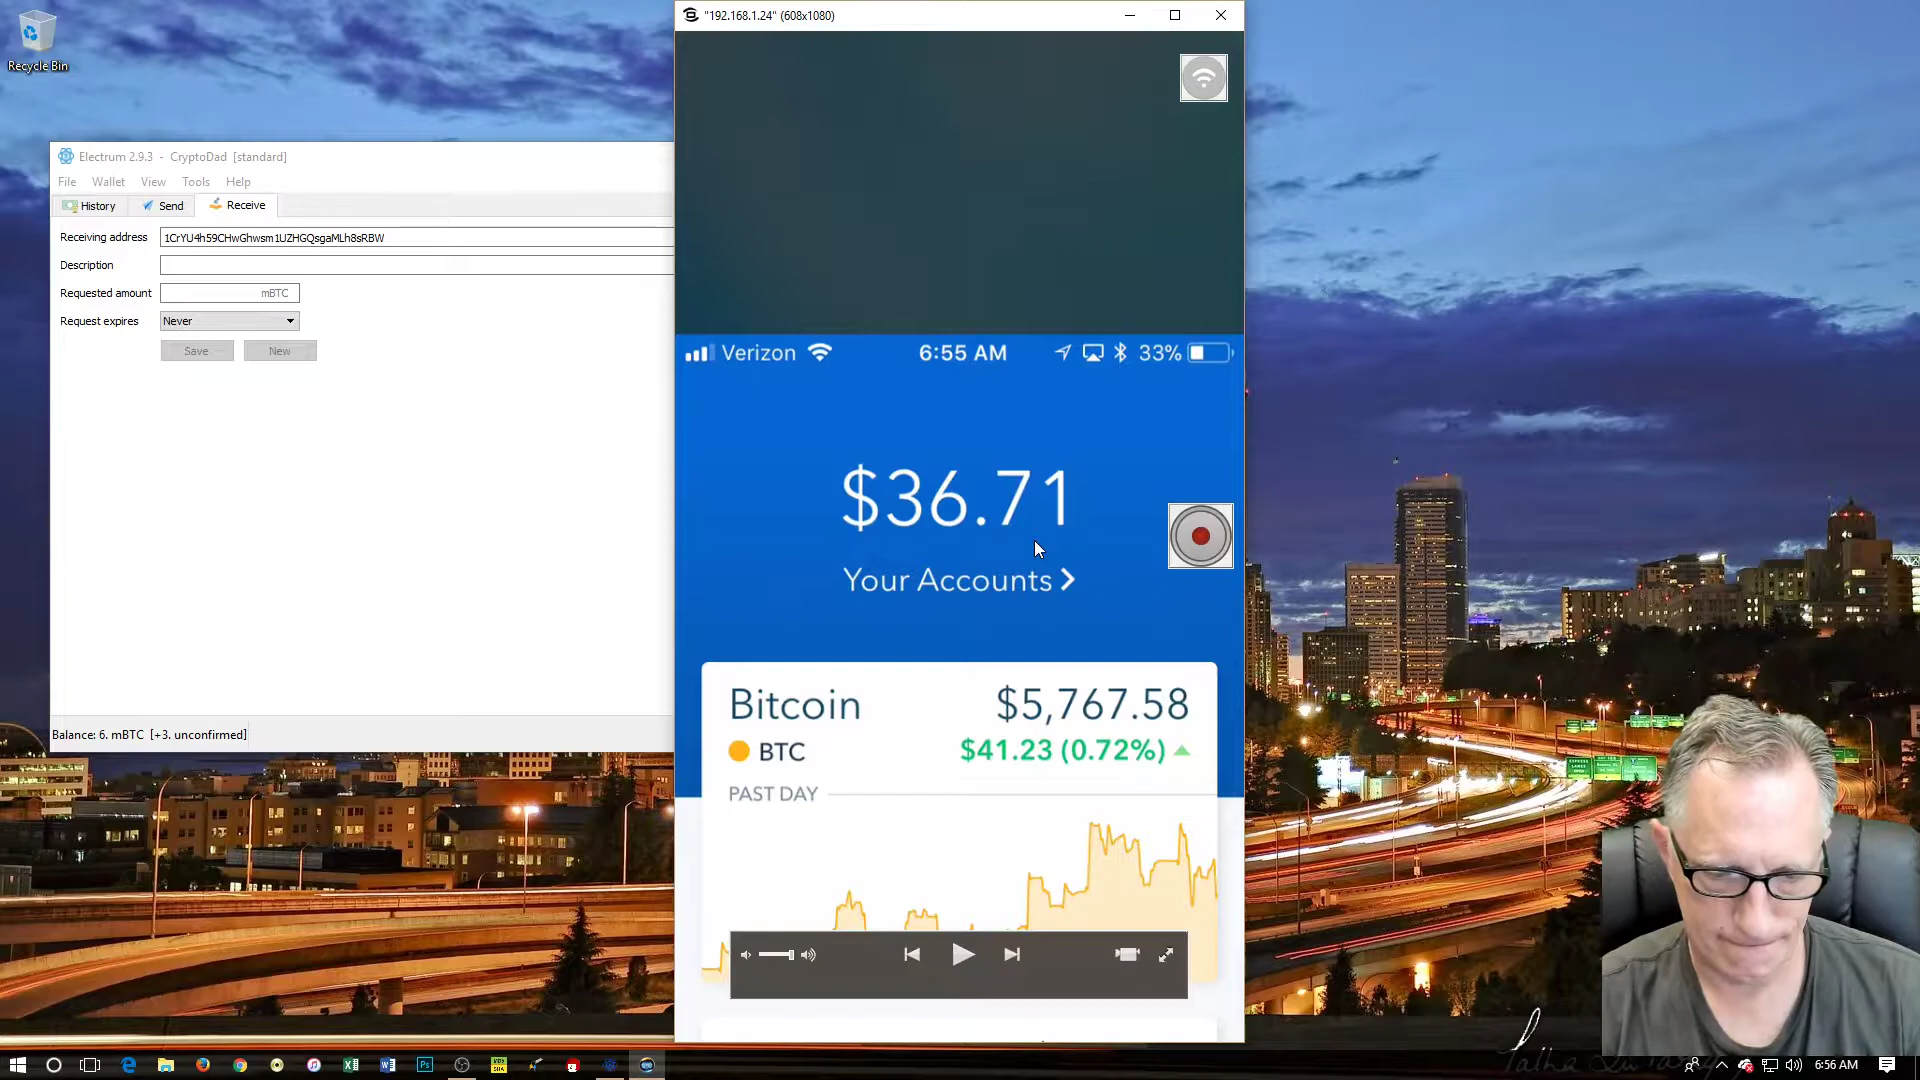 Recycle Bin
"192.168.1.24" (608x1080)
Electrum 2.9.3 - CryptoDad [standard]
File Wallet View Tools Help
History Send Receive
Receiving address 1CrYU4h59CHwGhwsm1UZHGQsgaMLh8sRBW
Description
Requested amount mBTC
Request expires Never
Save New
Balance: 6. mBTC [+3. unconfirmed]
Verizon 6:55 AM 33%
$36.71
Your Accounts
Bitcoin $5,767.58
BTC $41.23 (0.72%)
PAST DAY
6:56 AM